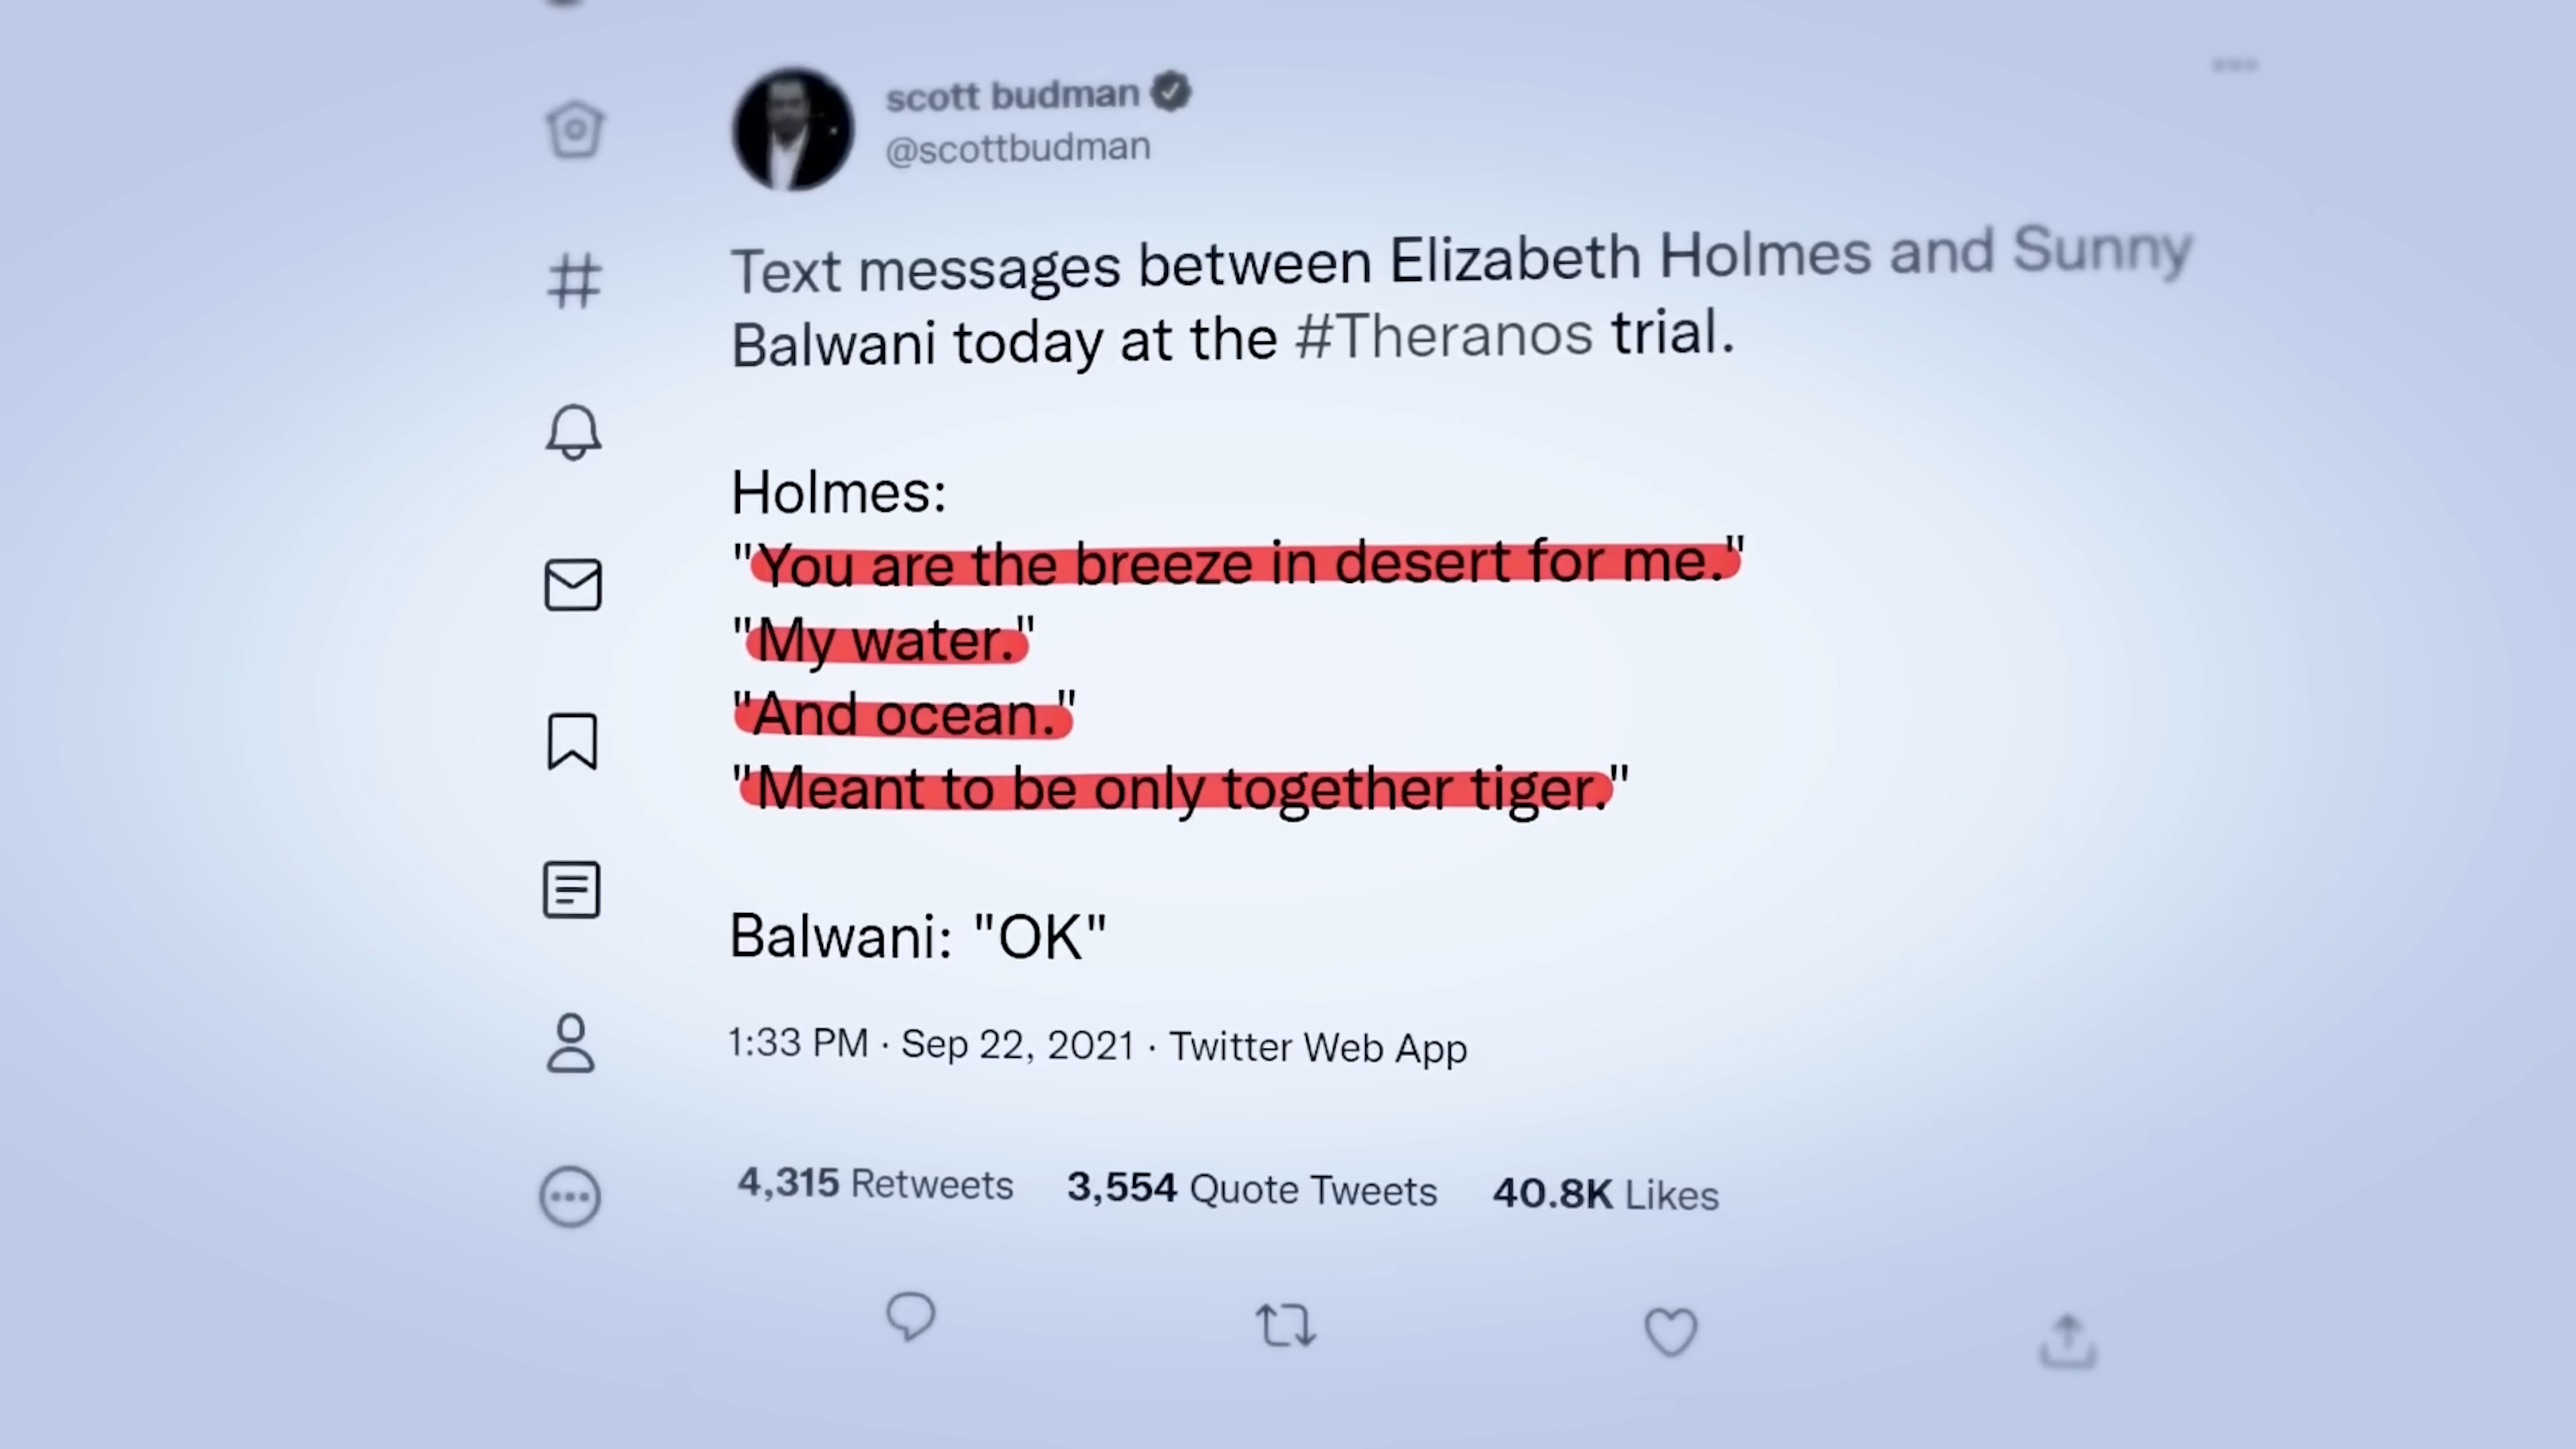 scott budman
@scottbudman
Text messages between Elizabeth Holmes and Sunny
Balwani today at the #Theranos trial.
Holmes:
"You are the breeze in desert for me."
"My water."
"And ocean."
"Meant to be only together tiger."
Balwani: "OK"
1:33 PM · Sep 22, 2021 · Twitter Web App
4,315 Retweets 3,554 Quote Tweets 40.8K Likes